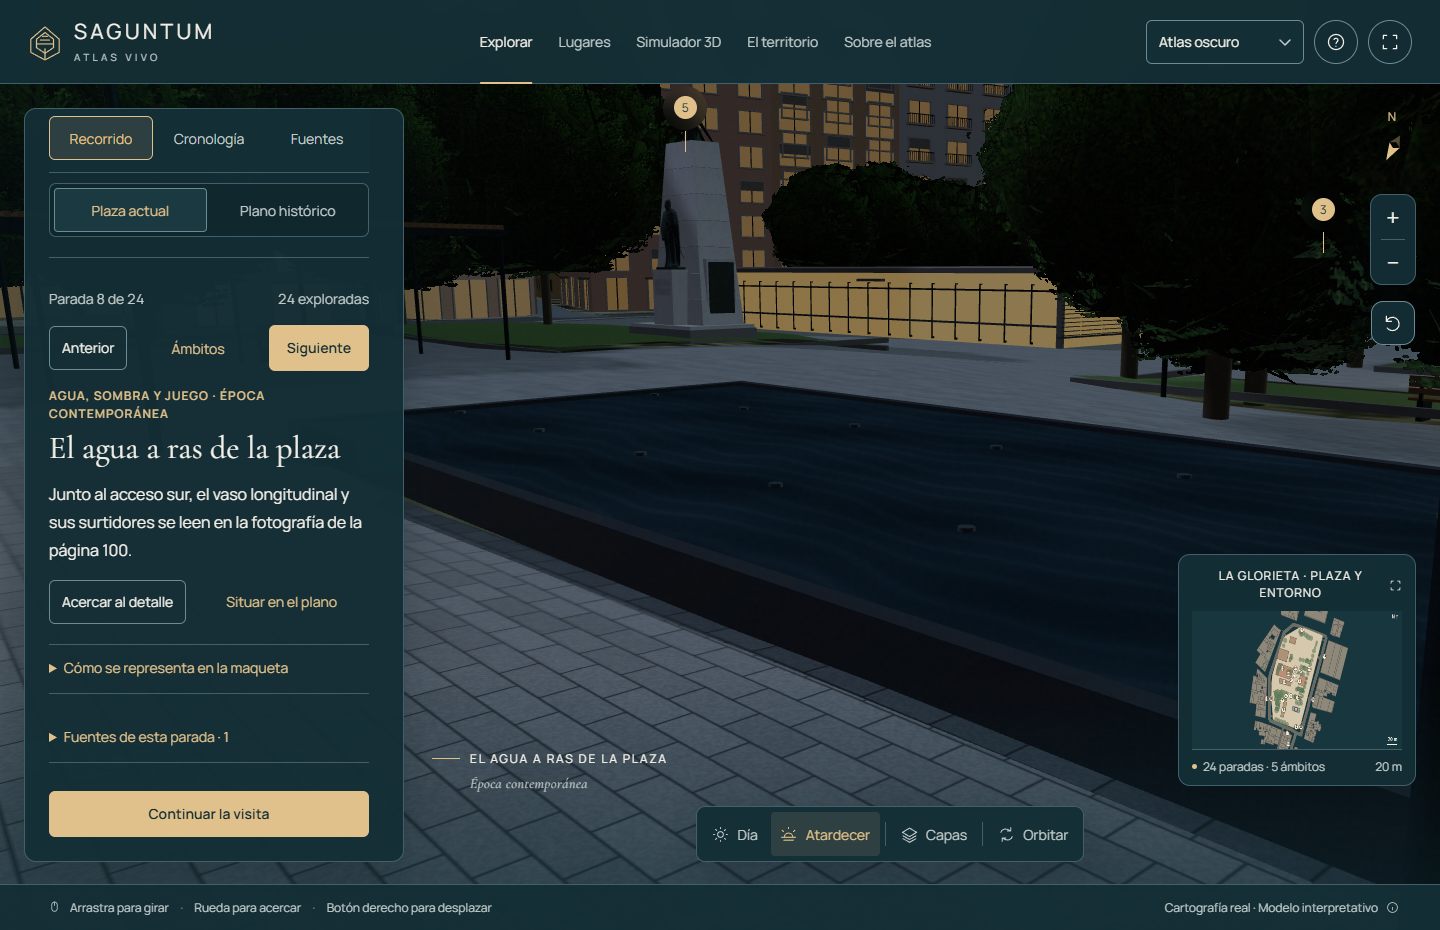 SAGUNTUM
ATLAS VIVO
Explorar
Lugares
Simulador 3D
El territorio
Sobre el atlas
Atlas oscuro
Recorrido
Cronología
Fuentes
Plaza actual
Plano histórico
Parada 8 de 24
24 exploradas
Anterior
Ámbitos
Siguiente
AGUA, SOMBRA Y JUEGO · ÉPOCA
CONTEMPORÁNEA
El agua a ras de la plaza
Junto al acceso sur, el vaso longitudinal y
sus surtidores se leen en la fotografía de la
página 100.
Acercar al detalle
Situar en el plano
Cómo se representa en la maqueta
Fuentes de esta parada · 1
Continuar la visita
5
3
N
+
−
EL AGUA A RAS DE LA PLAZA
Época contemporánea
LA GLORIETA · PLAZA Y
ENTORNO
24 paradas · 5 ámbitos
20 m
Día
Atardecer
Capas
Orbitar
Arrastra para girar · Rueda para acercar · Botón derecho para desplazar
Cartografía real · Modelo interpretativo